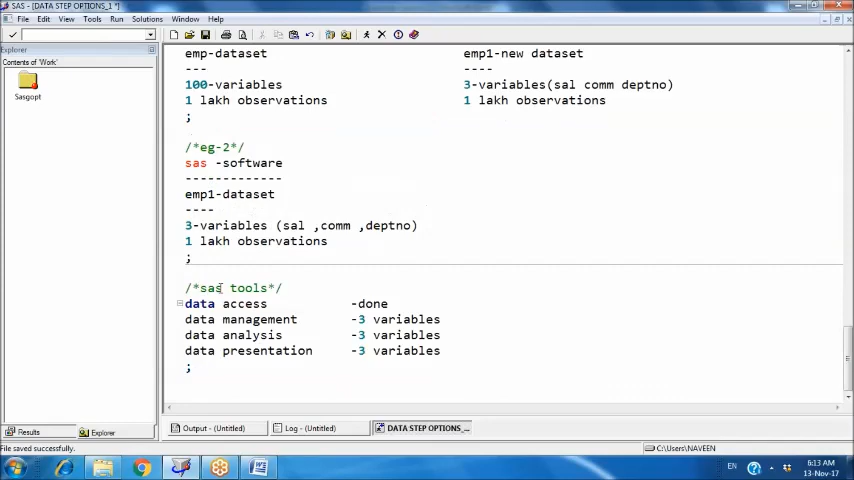 SAS - [DATA STEP OPTIONS_1 *]
File Edit View Tools Run Solutions Window Help
Explorer
Contents of 'Work'
Sasgopt
emp-dataset emp1-new dataset
--- ----
100-variables 3-variables(sal comm deptno)
1 lakh observations 1 lakh observations
;
/*eg-2*/
sas -software
-------------
emp1-dataset
----
3-variables (sal ,comm ,deptno)
1 lakh observations
;
/*sas tools*/
data access -done
data management -3 variables
data analysis -3 variables
data presentation -3 variables
;
Results Explorer Output - (Untitled) Log - (Untitled) DATA STEP OPTIONS_...
File saved successfully. C:\Users\NAVEEN
EN 6:13 AM
13-Nov-17